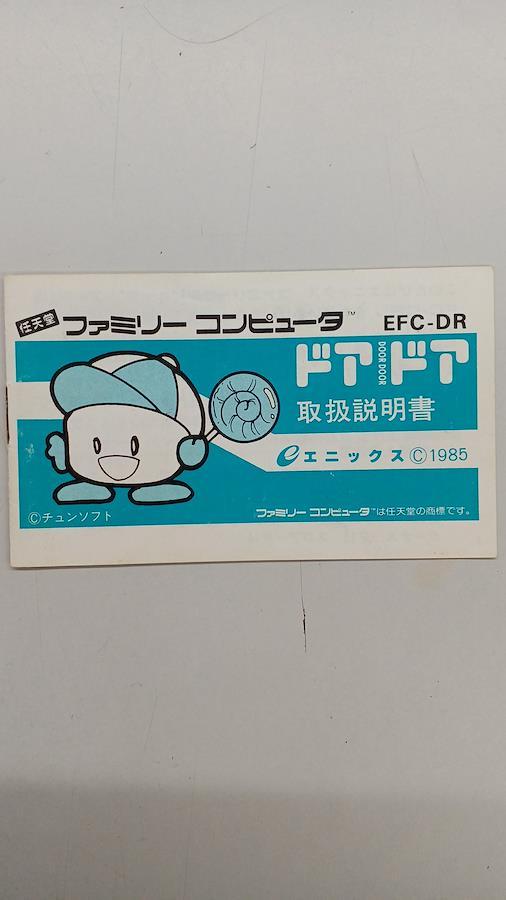 任天堂 ファミリー コンピュータ™ EFC-DR
ドアドア
DOOR DOOR
取扱説明書
eエニックス©1985
©チュンソフト
ファミリー コンピュータ™は任天堂の商標です。